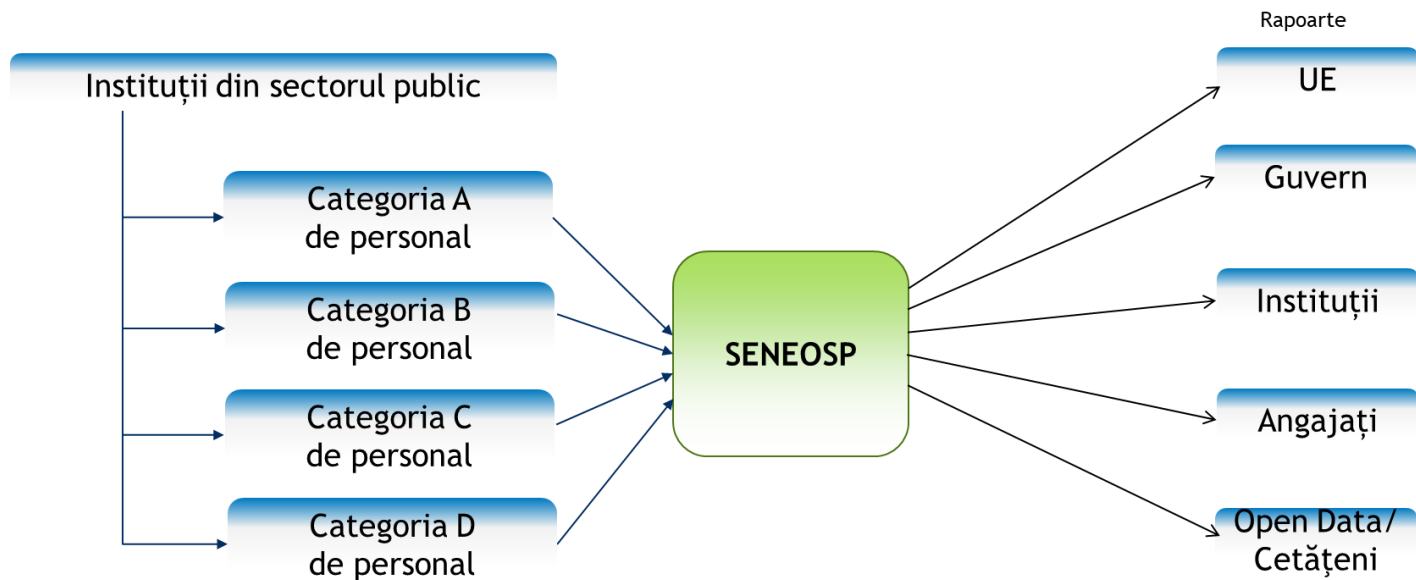 Rapoarte
Instituții din sectorul public
UE
Categoria A
de personal
Guvern
Categoria B
de personal
SENEOSP
Instituții
Categoria C
de personal
Angajați
Categoria D
de personal
Open Data/
Cetățeni